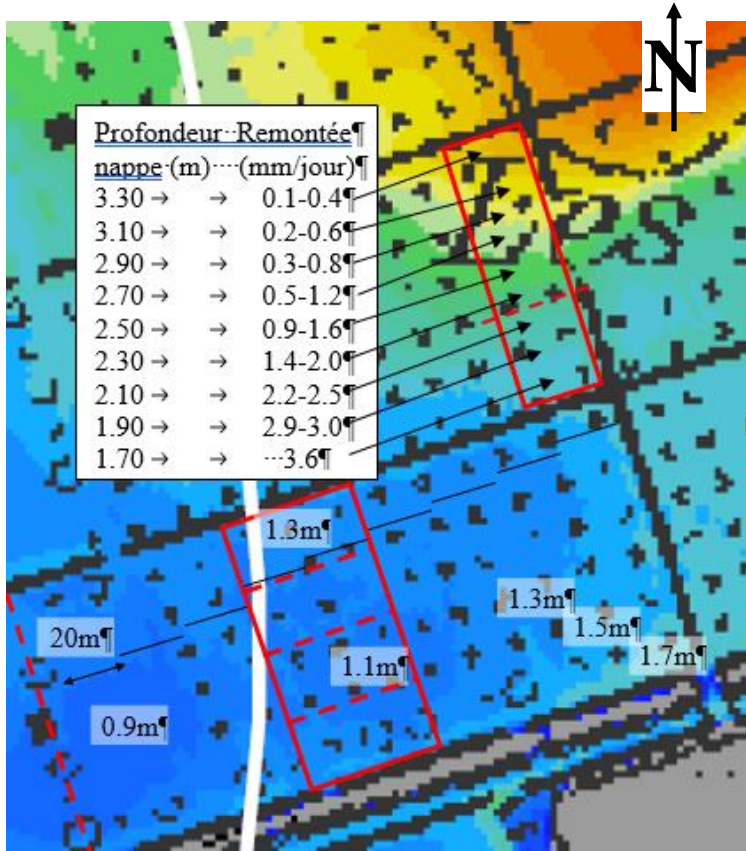 N
Profondeur··Remontée¶
nappe·(m)····(mm/jour)¶
3.30 → → 0.1-0.4¶
3.10 → → 0.2-0.6¶
2.90 → → 0.3-0.8¶
2.70 → → 0.5-1.2¶
2.50 → → 0.9-1.6¶
2.30 → → 1.4-2.0¶
2.10 → → 2.2-2.5¶
1.90 → → 2.9-3.0¶
1.70 → → ···3.6¶
1.3m¶
1.3m¶
1.5m¶
20m¶
1.7m¶
1.1m¶
0.9m¶